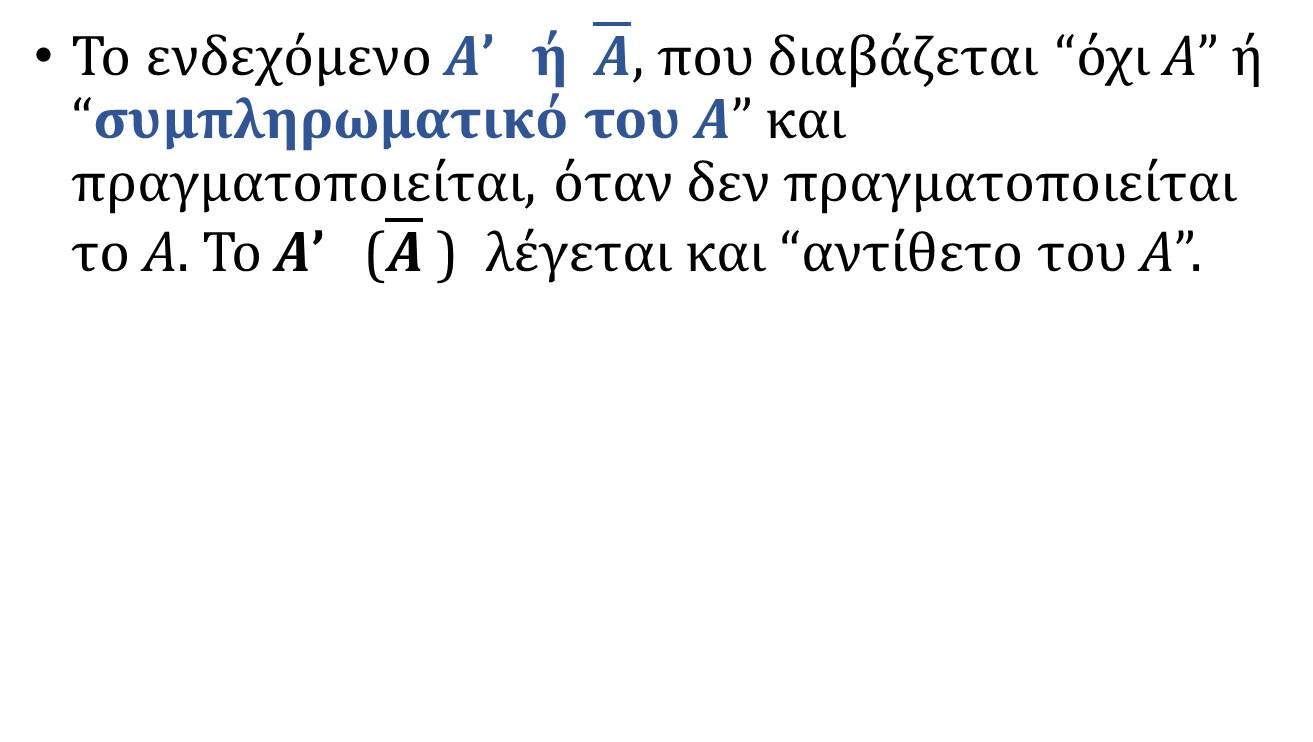 • Το ενδεχόμενο A’ ή A̅, που διαβάζεται “όχι A” ή
“συμπληρωματικό του A” και
πραγματοποιείται, όταν δεν πραγματοποιείται
το A. Το A’ (A̅ ) λέγεται και “αντίθετο του A”.